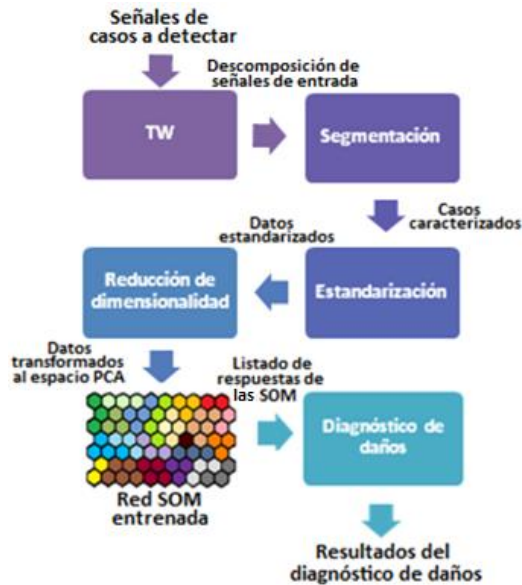 Señales de
casos a detectar
Descomposición de
señales de entrada
TW
Segmentación
Casos
caracterizados
Datos
estandarizados
Estandarización
Reducción de
dimensionalidad
Datos
transformados
al espacio PCA
Listado de
respuestas de
las SOM
Red SOM
entrenada
Diagnóstico de
daños
Resultados del
diagnóstico de daños